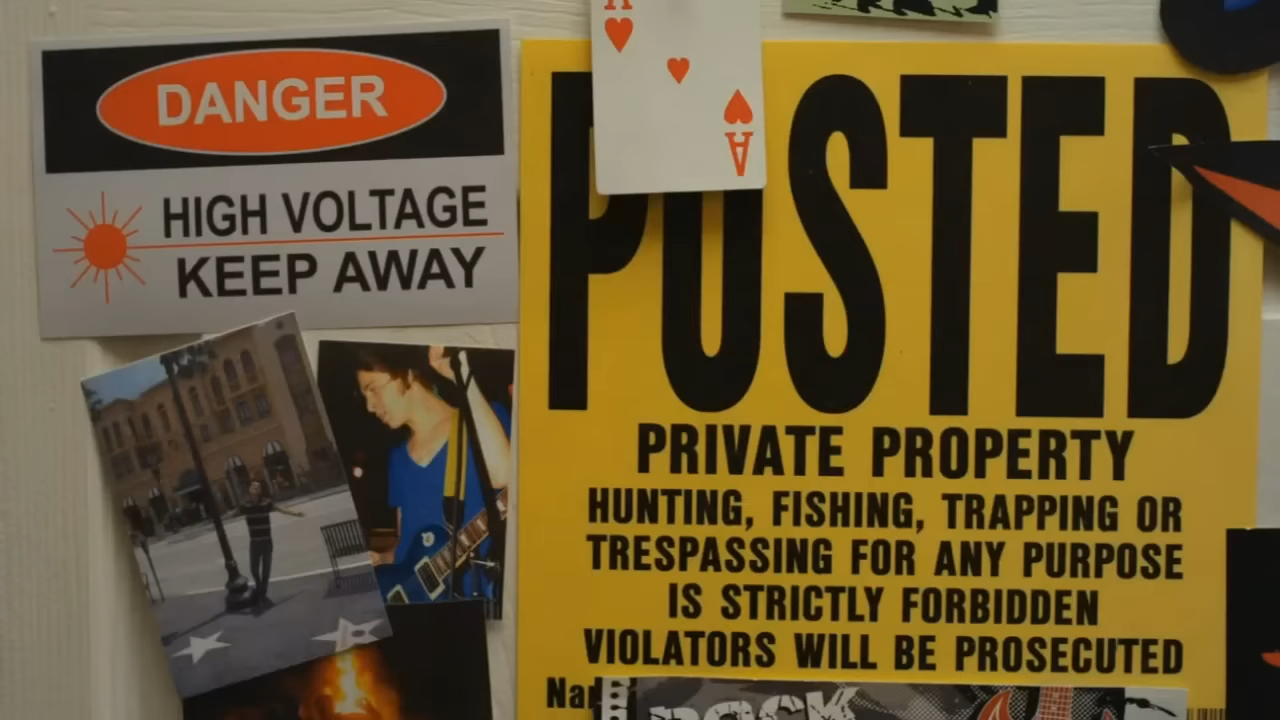 DANGER
HIGH VOLTAGE
KEEP AWAY
A
A
POSTED
PRIVATE PROPERTY
HUNTING, FISHING, TRAPPING OR
TRESPASSING FOR ANY PURPOSE
IS STRICTLY FORBIDDEN
VIOLATORS WILL BE PROSECUTED
ROCK